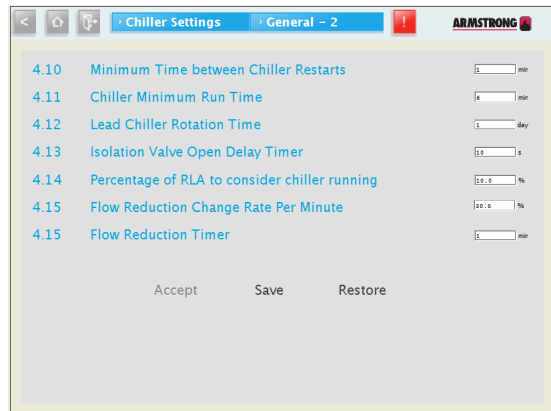 < › Chiller Settings › General – 2 ! ARMSTRONG
4.10 Minimum Time between Chiller Restarts 1 min
4.11 Chiller Minimum Run Time 6 min
4.12 Lead Chiller Rotation Time 1 day
4.13 Isolation Valve Open Delay Timer 10 s
4.14 Percentage of RLA to consider chiller running 10.0 %
4.15 Flow Reduction Change Rate Per Minute %
4.15 Flow Reduction Timer 1 min
Accept Save Restore